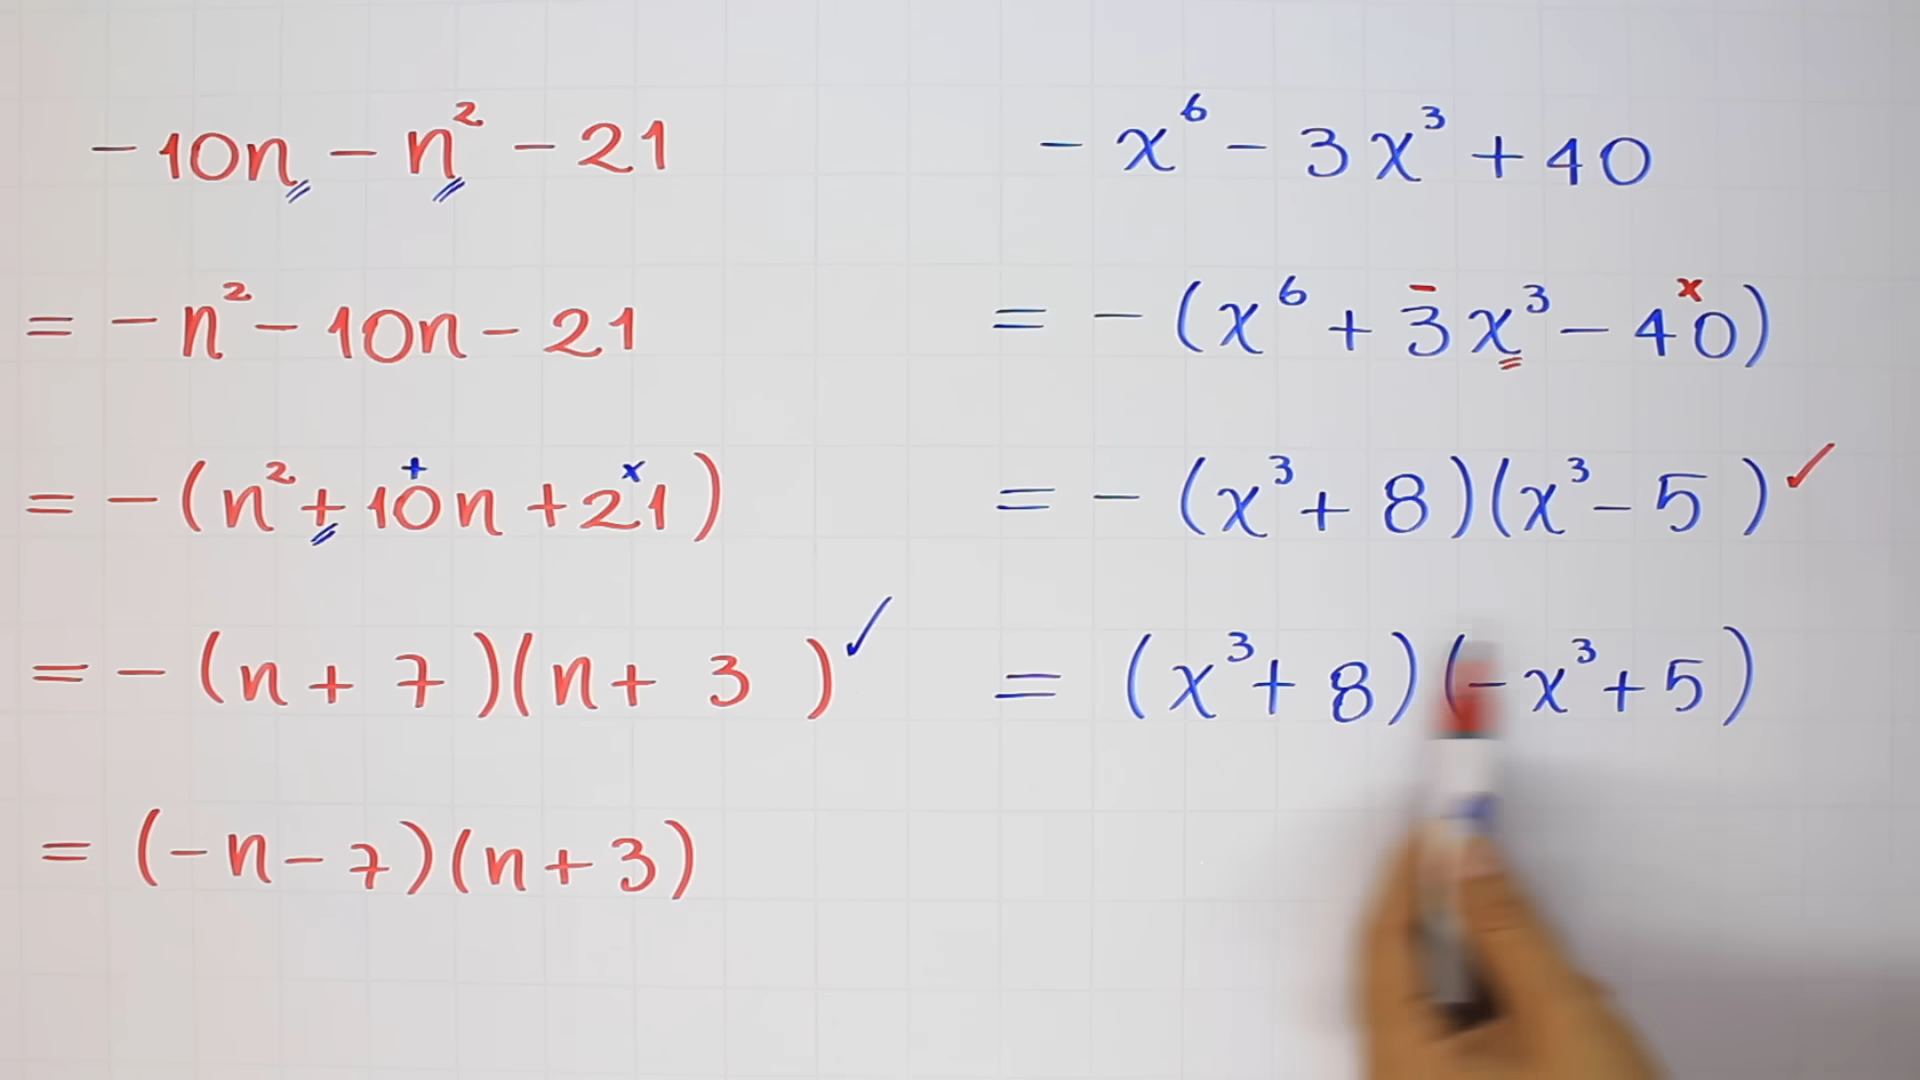 -10n - n² - 21
= - n² - 10n - 21
= - (n² + 10n + 21)
+ x
= - (n + 7)(n + 3) ✓
= (-n - 7)(n + 3)
- x⁶ - 3x³ + 40
= - (x⁶ + 3x³ - 40)
- x
= - (x³ + 8)(x³ - 5) ✓
= (x³ + 8)(-x³ + 5)